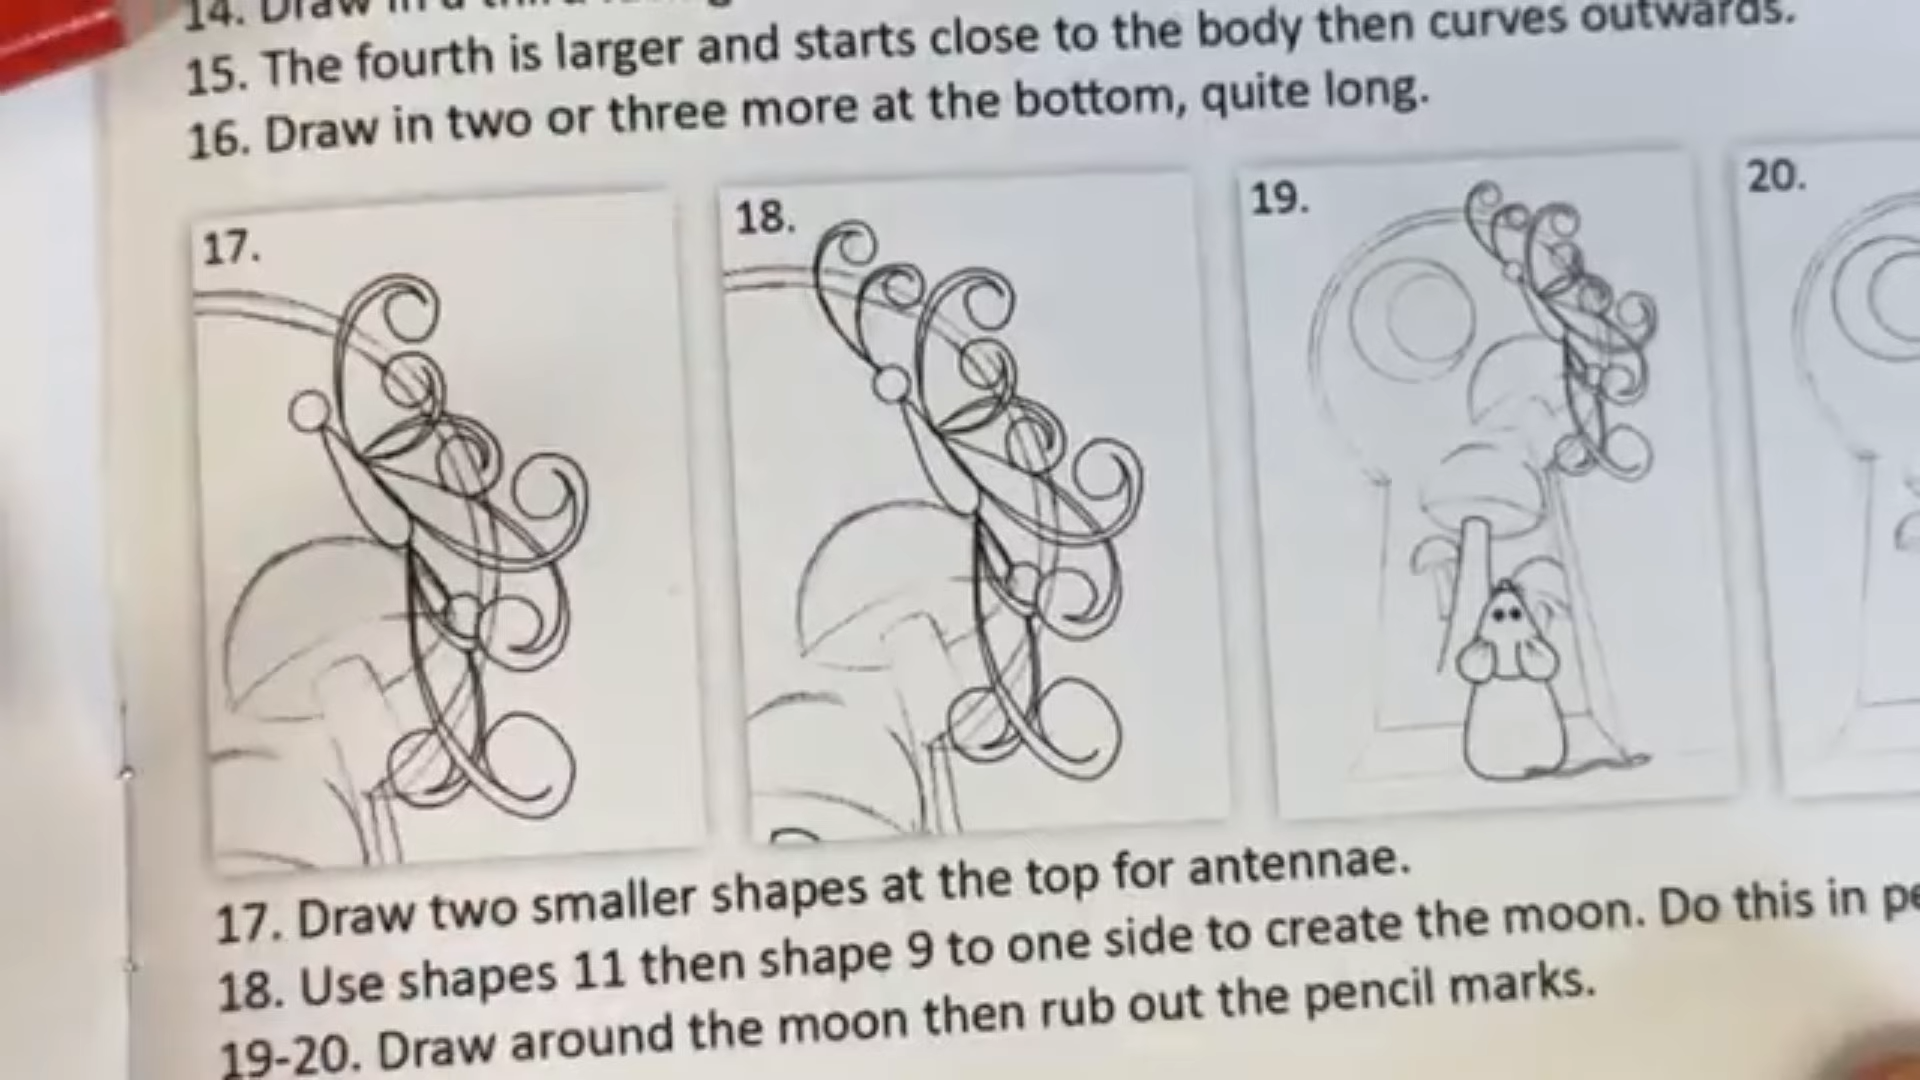 14. Draw in a
15. The fourth is larger and starts close to the body then curves outwards.
16. Draw in two or three more at the bottom, quite long.
17.
18.
19.
20.
17. Draw two smaller shapes at the top for antennae.
18. Use shapes 11 then shape 9 to one side to create the moon. Do this in
19-20. Draw around the moon then rub out the pencil marks.